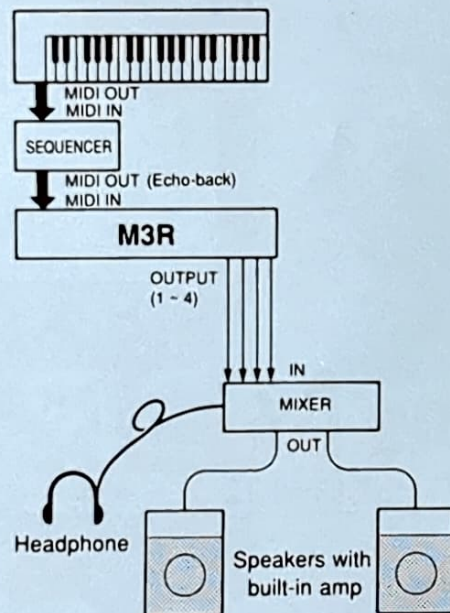 MIDI OUT
MIDI IN
SEQUENCER
MIDI OUT (Echo-back)
MIDI IN
M3R
OUTPUT
(1 ~ 4)
IN
MIXER
OUT
Headphone
Speakers with
built-in amp